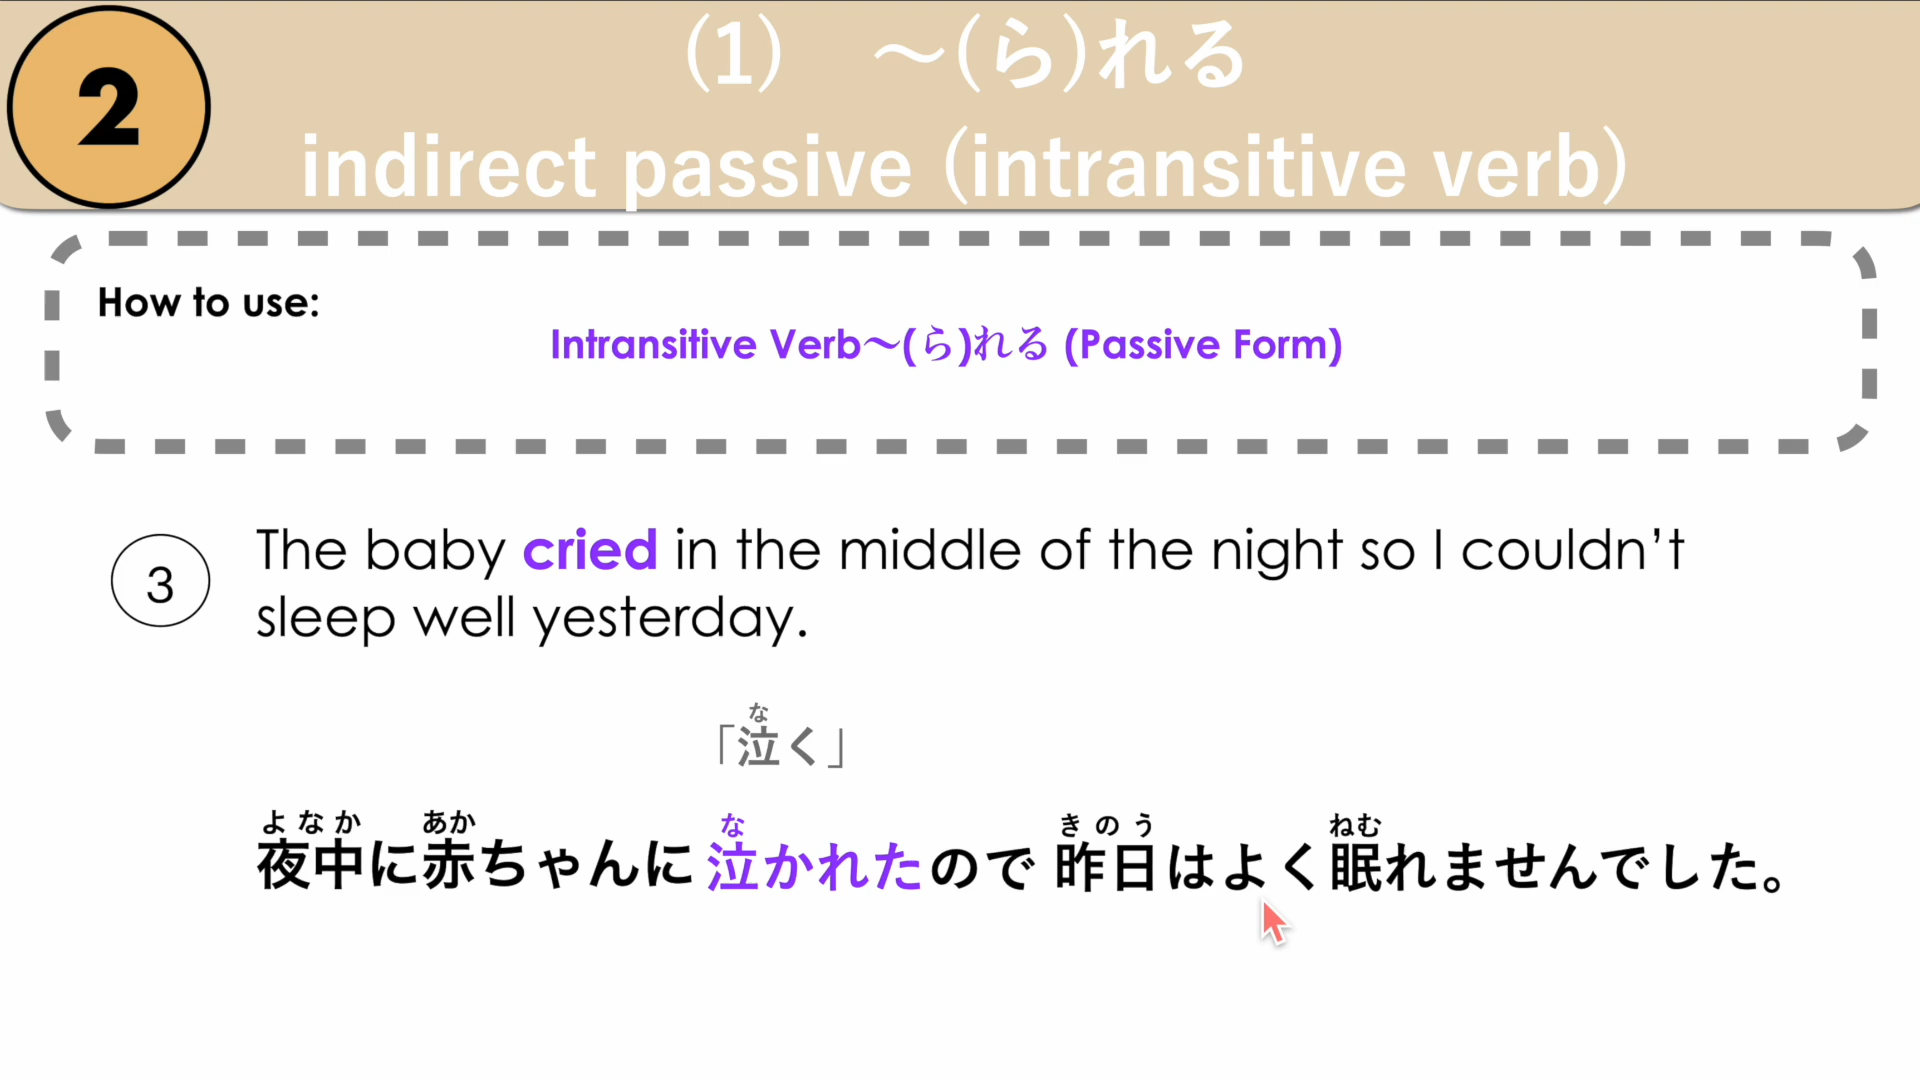 2
(1) ～(ら)れる
indirect passive (intransitive verb)
How to use:
Intransitive Verb～(ら)れる (Passive Form)
3
The baby cried in the middle of the night so I couldn’t
sleep well yesterday.
な
「泣く」
よなか あか な きのう ねむ
夜中に赤ちゃんに 泣かれたので 昨日はよく眠れませんでした。